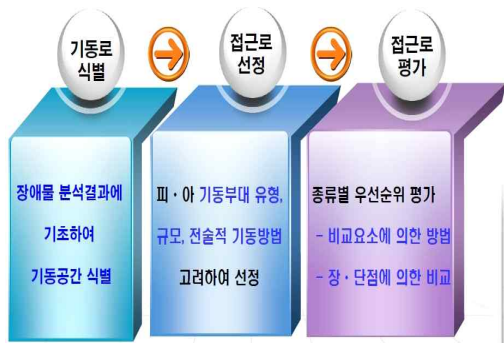 기동로
식별
접근로
선정
접근로
평가
장애물 분석결과에
기초하여
기동공간 식별
피·아 기동부대 유형,
규모, 전술적 기동방법
고려하여 선정
종류별 우선순위 평가
- 비교요소에 의한 방법
- 장·단점에 의한 비교